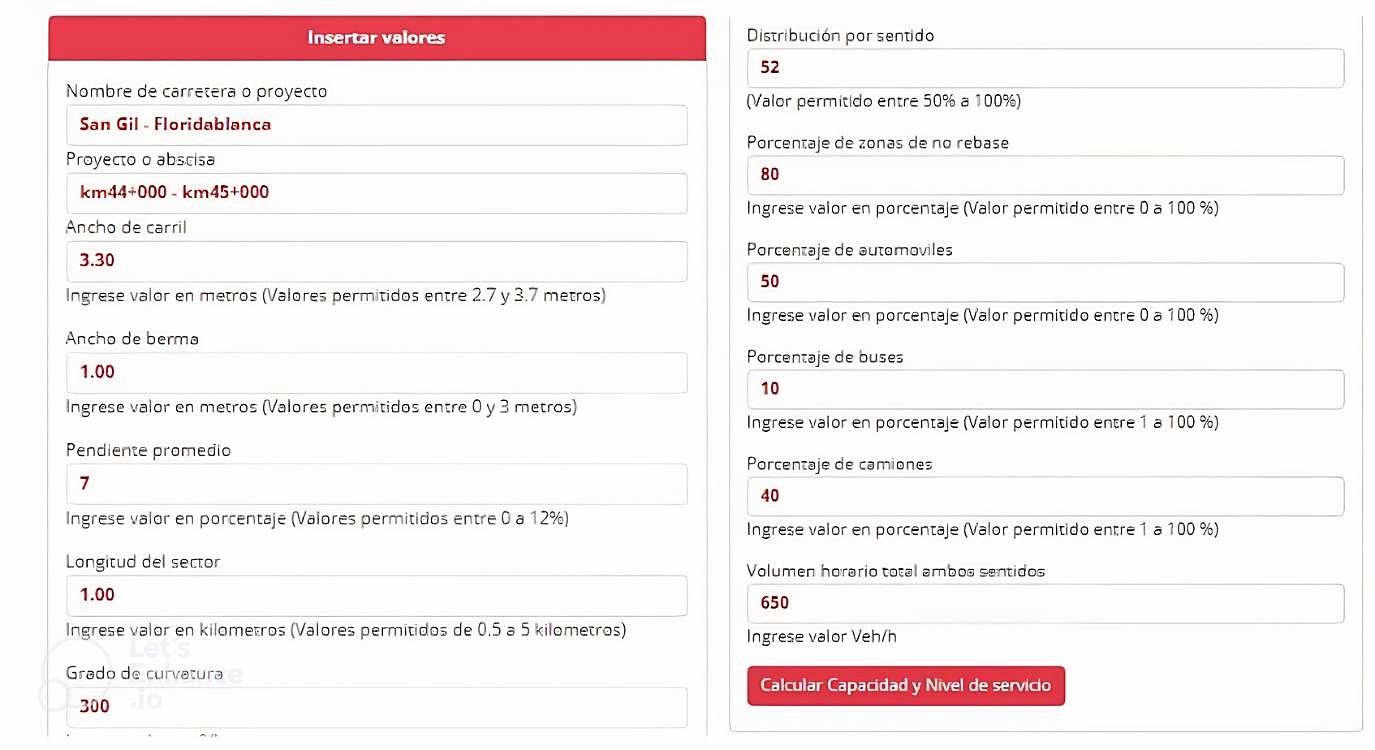 Insertar valores
Nombre de carretera o proyecto
San Gil - Floridablanca
Proyecto o abscisa
km44+000 - km45+000
Ancho de carril
3.30
Ingrese valor en metros (Valores permitidos entre 2.7 y 3.7 metros)
Ancho de berma
1.00
Ingrese valor en metros (Valores permitidos entre 0 y 3 metros)
Pendiente promedio
7
Ingrese valor en porcentaje (Valores permitidos entre 0 a 12%)
Longitud del sector
1.00
Ingrese valor en kilometros (Valores permitidos de 0.5 a 5 kilometros)
Grado de curvatura
300
Let's
Enhance
.io
Distribución por sentido
52
(Valor permitido entre 50% a 100%)
Porcentaje de zonas de no rebase
80
Ingrese valor en porcentaje (Valor permitido entre 0 a 100 %)
Porcentaje de automoviles
50
Ingrese valor en porcentaje (Valor permitido entre 0 a 100 %)
Porcentaje de buses
10
Ingrese valor en porcentaje (Valor permitido entre 1 a 100 %)
Porcentaje de camiones
40
Ingrese valor en porcentaje (Valor permitido entre 1 a 100 %)
Volumen horario total ambos sentidos
650
Ingrese valor Veh/h
Calcular Capacidad y Nivel de servicio